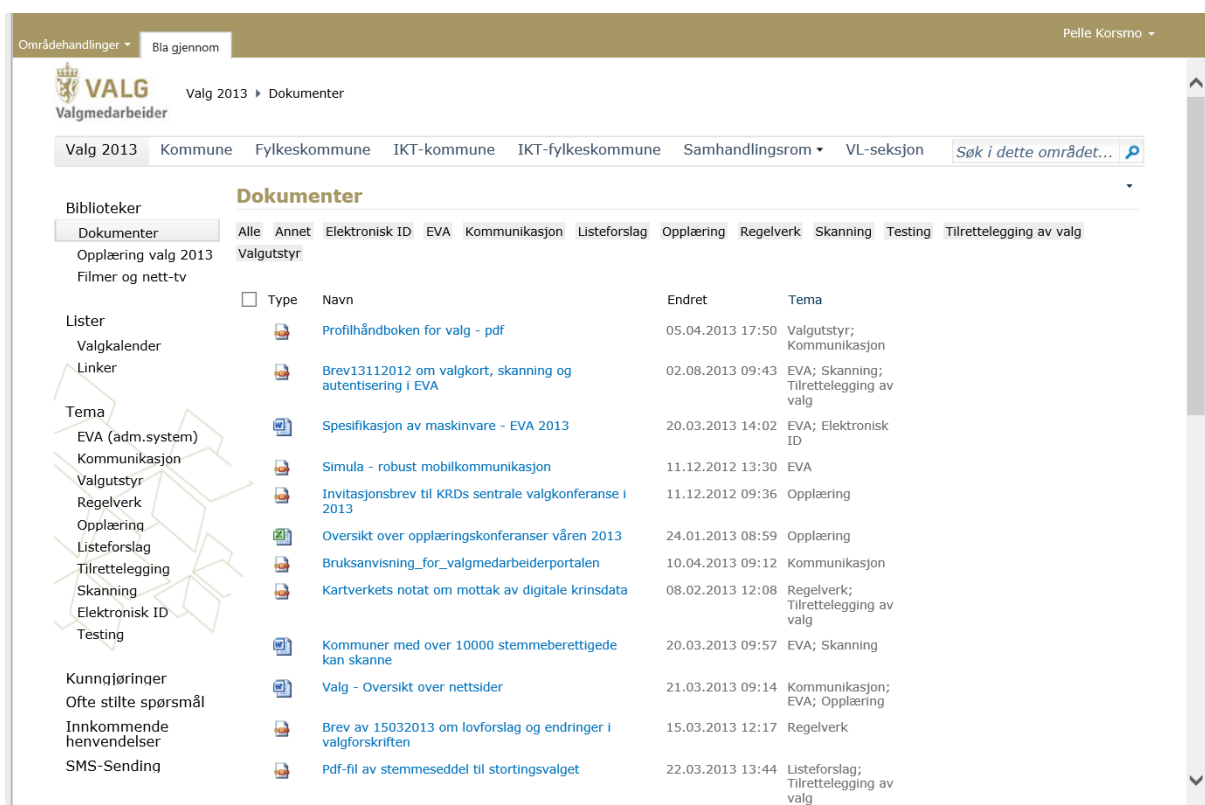 Pelle Korsmo
Områdehandlinger
Bla gjennom
VALG
Valgmedarbeider
Valg 2013 Dokumenter
Valg 2013 Kommune Fylkeskommune IKT-kommune IKT-fylkeskommune Samhandlingsrom VL-seksjon Søk i dette området...
Biblioteker
Dokumenter
Opplæring valg 2013
Filmer og nett-tv
Lister
Valgkalender
Linker
Tema
EVA (adm.system)
Kommunikasjon
Valgutstyr
Regelverk
Opplæring
Listeforslag
Tilrettelegging
Skanning
Elektronisk ID
Testing
Kunngjøringer
Ofte stilte spørsmål
Innkommende
henvendelser
SMS-Sending
Dokumenter
Alle Annet Elektronisk ID EVA Kommunikasjon Listeforslag Opplæring Regelverk Skanning Testing Tilrettelegging av valg
Valgutstyr
Type Navn Endret Tema
Profilhåndboken for valg - pdf 05.04.2013 17:50 Valgutstyr;
Kommunikasjon
Brev13112012 om valgkort, skanning og 02.08.2013 09:43 EVA; Skanning;
autentisering i EVA Tilrettelegging av
valg
Spesifikasjon av maskinvare - EVA 2013 20.03.2013 14:02 EVA; Elektronisk
ID
Simula - robust mobilkommunikasjon 11.12.2012 13:30 EVA
Invitasjonsbrev til KRDs sentrale valgkonferanse i 11.12.2012 09:36 Opplæring
2013
Oversikt over opplæringskonferanser våren 2013 24.01.2013 08:59 Opplæring
Bruksanvisning_for_valgmedarbeiderportalen 10.04.2013 09:12 Kommunikasjon
Kartverkets notat om mottak av digitale krinsdata 08.02.2013 12:08 Regelverk;
Tilrettelegging av
valg
Kommuner med over 10000 stemmeberettigede 20.03.2013 09:57 EVA; Skanning
kan skanne
Valg - Oversikt over nettsider 21.03.2013 09:14 Kommunikasjon;
EVA; Opplæring
Brev av 15032013 om lovforslag og endringer i 15.03.2013 12:17 Regelverk
valgforskriften
Pdf-fil av stemmeseddel til stortingsvalget 22.03.2013 13:44 Listeforslag;
Tilrettelegging av
valg